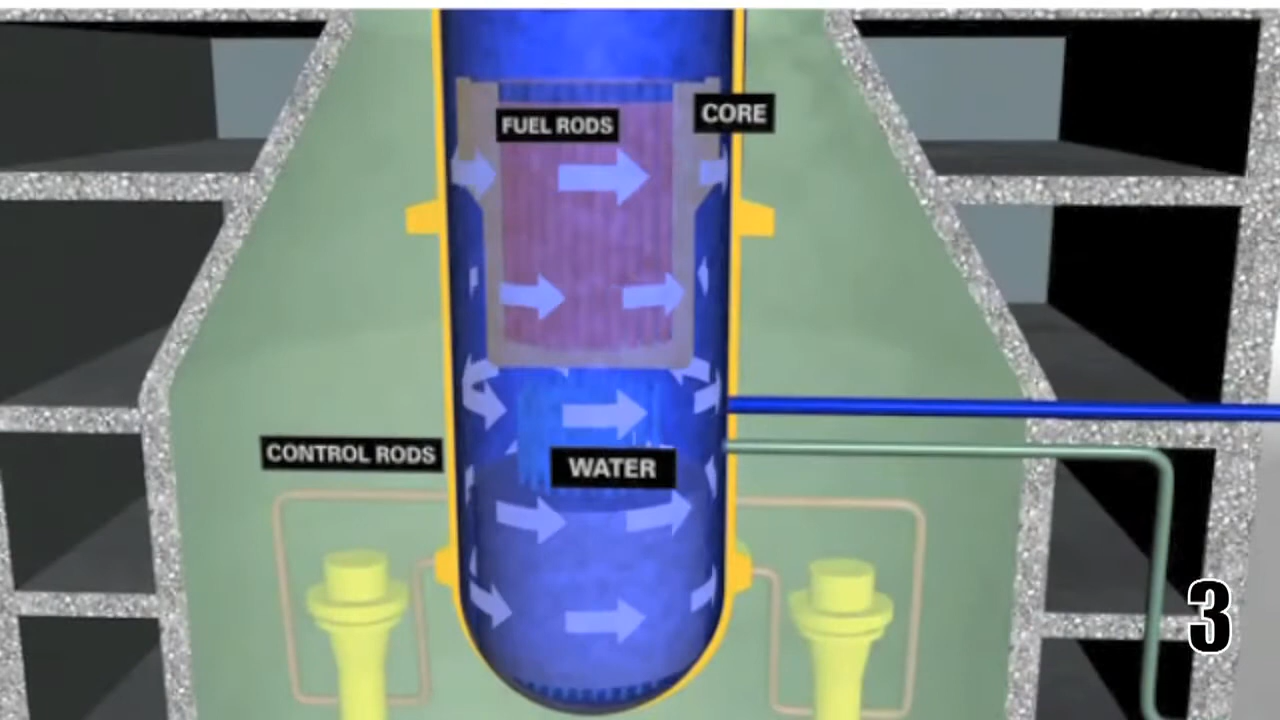 FUEL RODS
CORE
CONTROL RODS
WATER
3